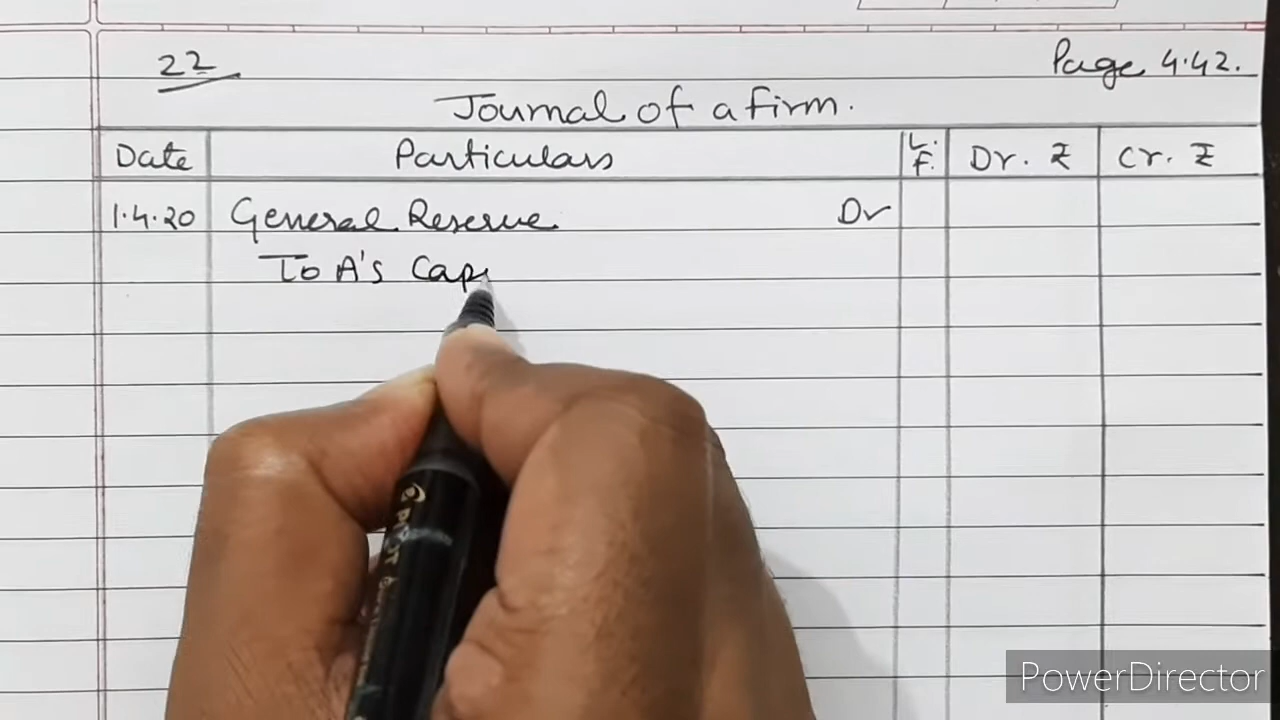 22
Page 4.42.
Journal of a firm.
Date Particulars L.F. Dr. ₹ Cr. ₹
1.4.20 General Reserve Dr
To A's Cap
PILOT
PowerDirector